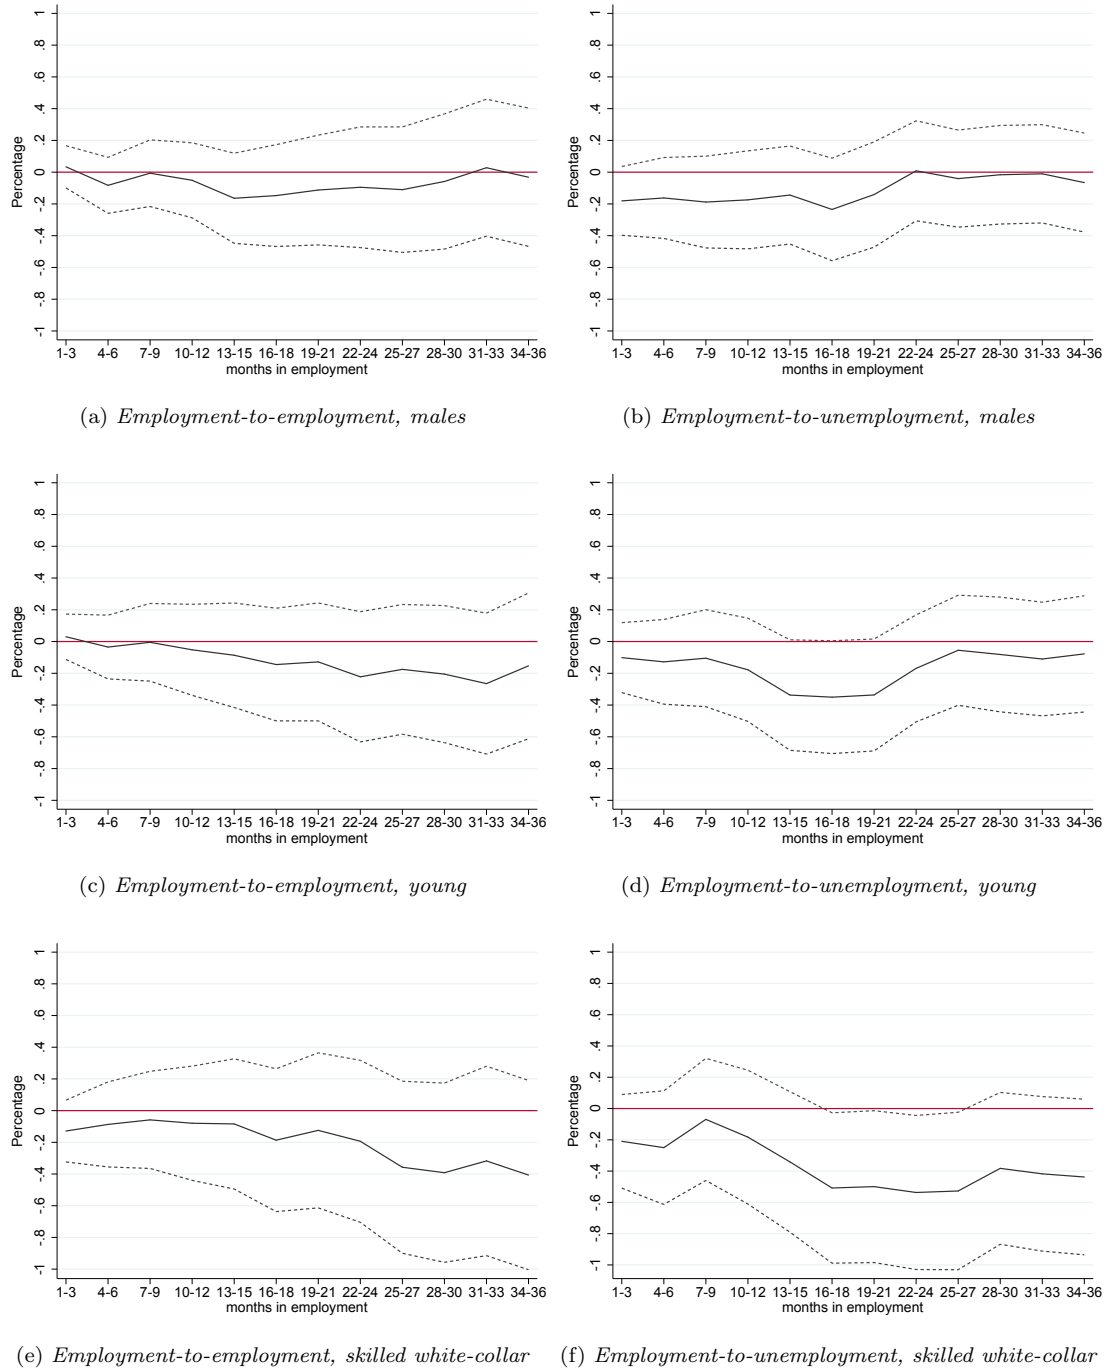 Percentage
1
.8
.6
.4
.2
0
-.2
-.4
-.6
-.8
-1
1-3 4-6 7-9 10-12 13-15 16-18 19-21 22-24 25-27 28-30 31-33 34-36
months in employment
(a) Employment-to-employment, males
Percentage
1
.8
.6
.4
.2
0
-.2
-.4
-.6
-.8
-1
1-3 4-6 7-9 10-12 13-15 16-18 19-21 22-24 25-27 28-30 31-33 34-36
months in employment
(b) Employment-to-unemployment, males
Percentage
1
.8
.6
.4
.2
0
-.2
-.4
-.6
-.8
-1
1-3 4-6 7-9 10-12 13-15 16-18 19-21 22-24 25-27 28-30 31-33 34-36
months in employment
(c) Employment-to-employment, young
Percentage
1
.8
.6
.4
.2
0
-.2
-.4
-.6
-.8
-1
1-3 4-6 7-9 10-12 13-15 16-18 19-21 22-24 25-27 28-30 31-33 34-36
months in employment
(d) Employment-to-unemployment, young
Percentage
1
.8
.6
.4
.2
0
-.2
-.4
-.6
-.8
-1
1-3 4-6 7-9 10-12 13-15 16-18 19-21 22-24 25-27 28-30 31-33 34-36
months in employment
(e) Employment-to-employment, skilled white-collar
Percentage
1
.8
.6
.4
.2
0
-.2
-.4
-.6
-.8
-1
1-3 4-6 7-9 10-12 13-15 16-18 19-21 22-24 25-27 28-30 31-33 34-36
months in employment
(f) Employment-to-unemployment, skilled white-collar